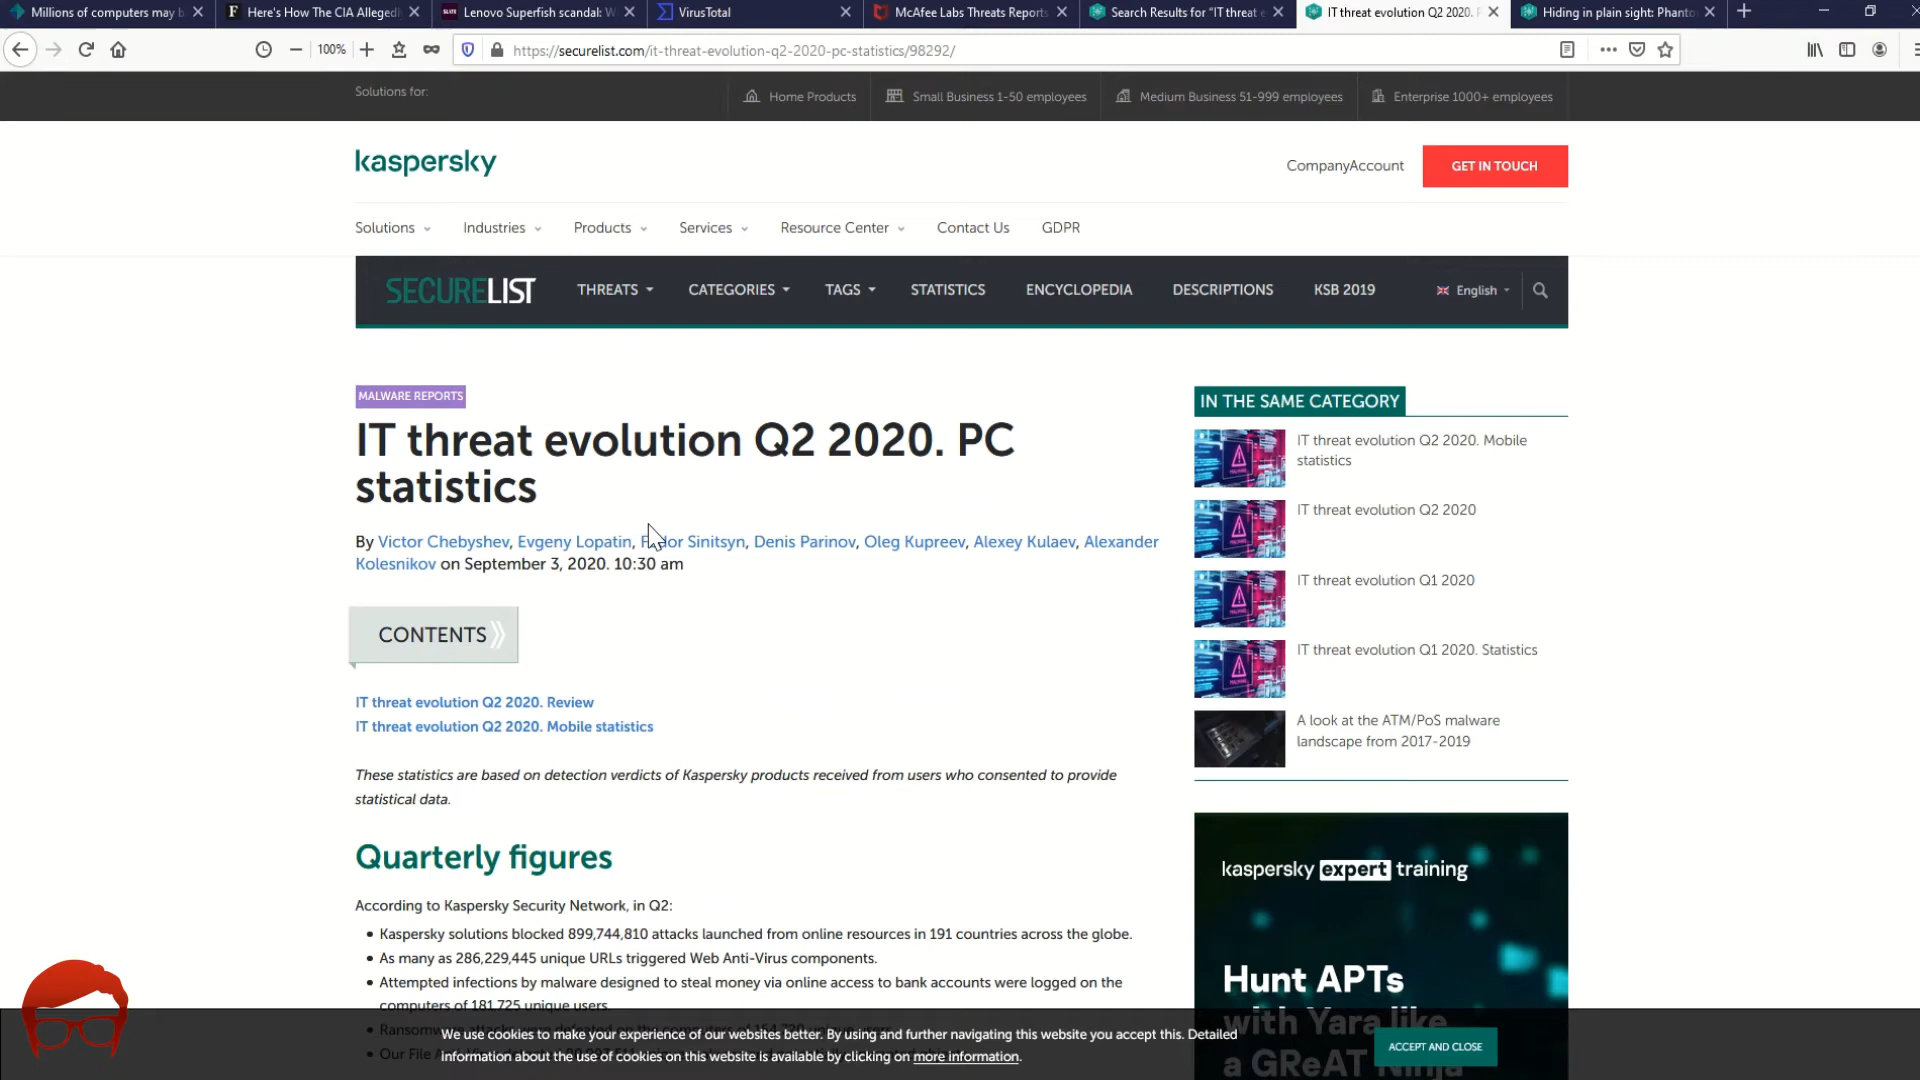 Millions of computers may b
Here's How The CIA Allegedl
Lenovo Superfish scandal: W
VirusTotal
McAfee Labs Threats Reports
Search Results for "IT threat e
IT threat evolution Q2 2020. P
Hiding in plain sight: Phanto
100%
https://securelist.com/it-threat-evolution-q2-2020-pc-statistics/98292/
Solutions for:
Home Products
Small Business 1-50 employees
Medium Business 51-999 employees
Enterprise 1000+ employees
kaspersky
CompanyAccount
GET IN TOUCH
Solutions
Industries
Products
Services
Resource Center
Contact Us
GDPR
SECURELIST
THREATS
CATEGORIES
TAGS
STATISTICS
ENCYCLOPEDIA
DESCRIPTIONS
KSB 2019
English
MALWARE REPORTS
IT threat evolution Q2 2020. PC
statistics
By Victor Chebyshev, Evgeny Lopatin, Sinitsyn, Denis Parinov, Oleg Kupreev, Alexey Kulaev, Alexander
Kolesnikov on September 3, 2020. 10:30 am
CONTENTS
IT threat evolution Q2 2020. Review
IT threat evolution Q2 2020. Mobile statistics
These statistics are based on detection verdicts of Kaspersky products received from users who consented to provide
statistical data.
Quarterly figures
According to Kaspersky Security Network, in Q2:
Kaspersky solutions blocked 899,744,810 attacks launched from online resources in 191 countries across the globe.
As many as 286,229,445 unique URLs triggered Web Anti-Virus components.
Attempted infections by malware designed to steal money via online access to bank accounts were logged on the
computers of 181,725 unique users.
IN THE SAME CATEGORY
IT threat evolution Q2 2020. Mobile
statistics
IT threat evolution Q2 2020
IT threat evolution Q1 2020
IT threat evolution Q1 2020. Statistics
A look at the ATM/PoS malware
landscape from 2017-2019
kaspersky expert training
Hunt APTs
with Yara like
a GReAT Ninja
We use cookies to make your experience of our websites better. By using and further navigating this website you accept this. Detailed
information about the use of cookies on this website is available by clicking on more information.
ACCEPT AND CLOSE